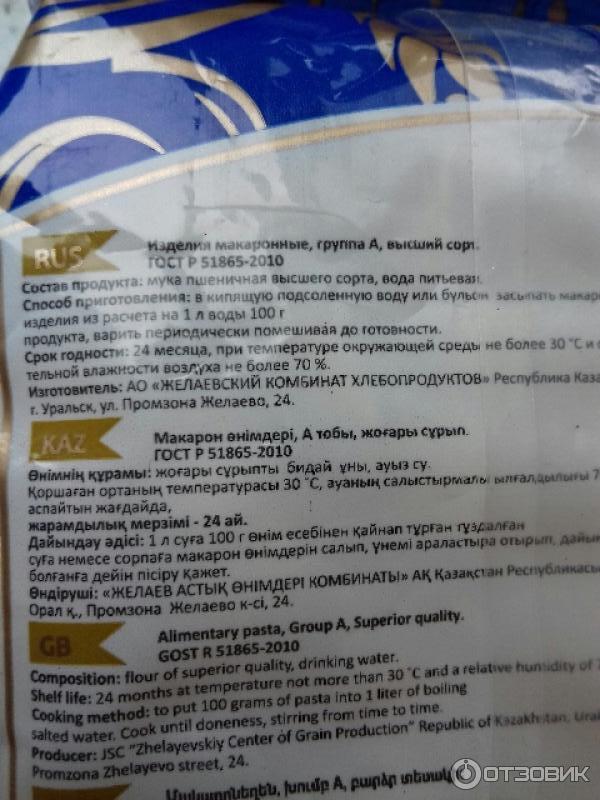 RUS
Изделия макаронные, группа А, высший сорт.
ГОСТ Р 51865-2010
Состав продукта: мука пшеничная высшего сорта, вода питьевая.
Способ приготовления: в кипящую подсоленную воду или бульон засыпать
изделия из расчета на 1 л воды 100 г
продукта, варить периодически помешивая до готовности.
Срок годности: 24 месяца, при температуре окружающей среды не более 30 °С и
тельной влажности воздуха не более 70 %.
Изготовитель: АО «ЖЕЛАЕВСКИЙ КОМБИНАТ ХЛЕБОПРОДУКТОВ» Республика
г. Уральск, ул. Промзона Желаево, 24.
KAZ
Макарон өнімдері, А тобы, жоғары сұрып.
ГОСТ Р 51865-2010
Өнімнің құрамы: жоғары сұрыпты бидай ұны, ауыз су.
Қоршаған ортаның температурасы 30 °С, ауаның салыстырмалы ылғалдылығы
аспайтын жағдайда,
жарамдылық мерзімі - 24 ай.
Дайындау әдісі: 1 л суға 100 г өнім есебінен қайнап тұрған тұздалған
суға немесе сорпаға макарон өнімдерін салып, үнемі араластыра отырып,
болғанға дейін пісіру қажет.
Өндіруші: «ЖЕЛАЕВ АСТЫҚ ӨНІМДЕРІ КОМБИНАТЫ» АҚ Қазақстан Республикасы
Орал қ., Промзона Желаево к-сі, 24.
GB
Alimentary pasta, Group A, Superior quality.
GOST R 51865-2010
Composition: flour of superior quality, drinking water.
Shelf life: 24 months at temperature not more than 30 °C and a relative humidity of
Cooking method: to put 100 grams of pasta into 1 liter of boiling
salted water. Cook until doneness, stirring from time to time.
Producer: JSC "Zhelayevskiy Center of Grain Production" Republic of Kazakhstan,
Promzona Zhelayevo street, 24.
Մակարոնեղեն, խումբ А, բարձր
ОТЗОВИК